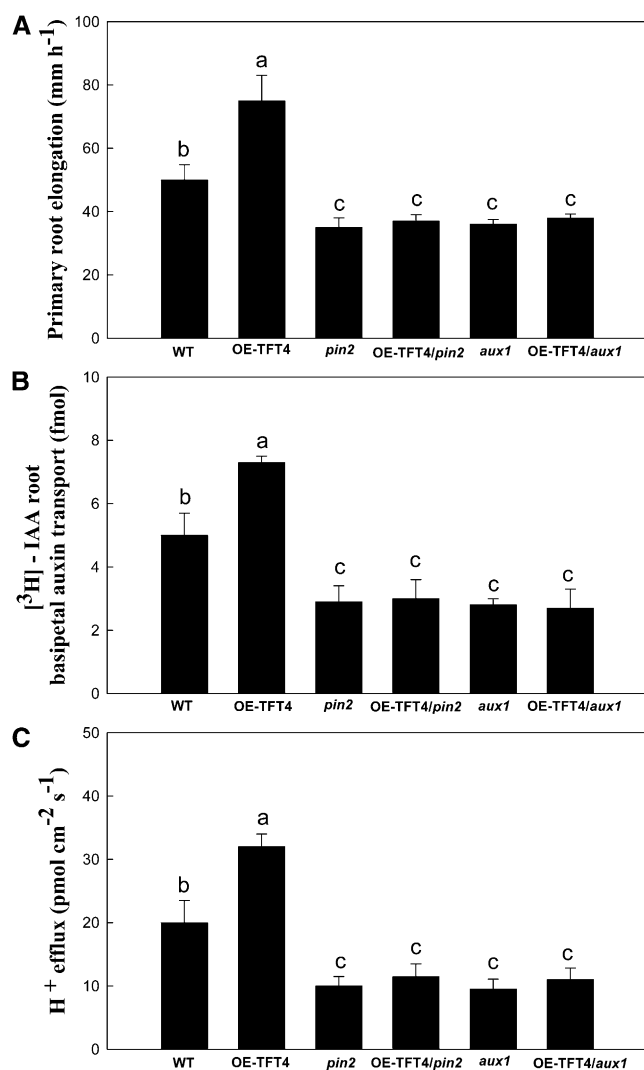 A
Primary root elongation (mm h-1)
100
80
60
40
20
0
b
a
c
c
c
c
WT
OE-TFT4
pin2
OE-TFT4/pin2
aux1
OE-TFT4/aux1
B
[3H] - IAA root
basipetal auxin transport (fmol)
10
8
6
4
2
0
b
a
c
c
c
c
WT
OE-TFT4
pin2
OE-TFT4/pin2
aux1
OE-TFT4/aux1
C
H+ efflux (pmol cm-2 s-1)
50
40
30
20
10
0
b
a
c
c
c
c
WT
OE-TFT4
pin2
OE-TFT4/pin2
aux1
OE-TFT4/aux1